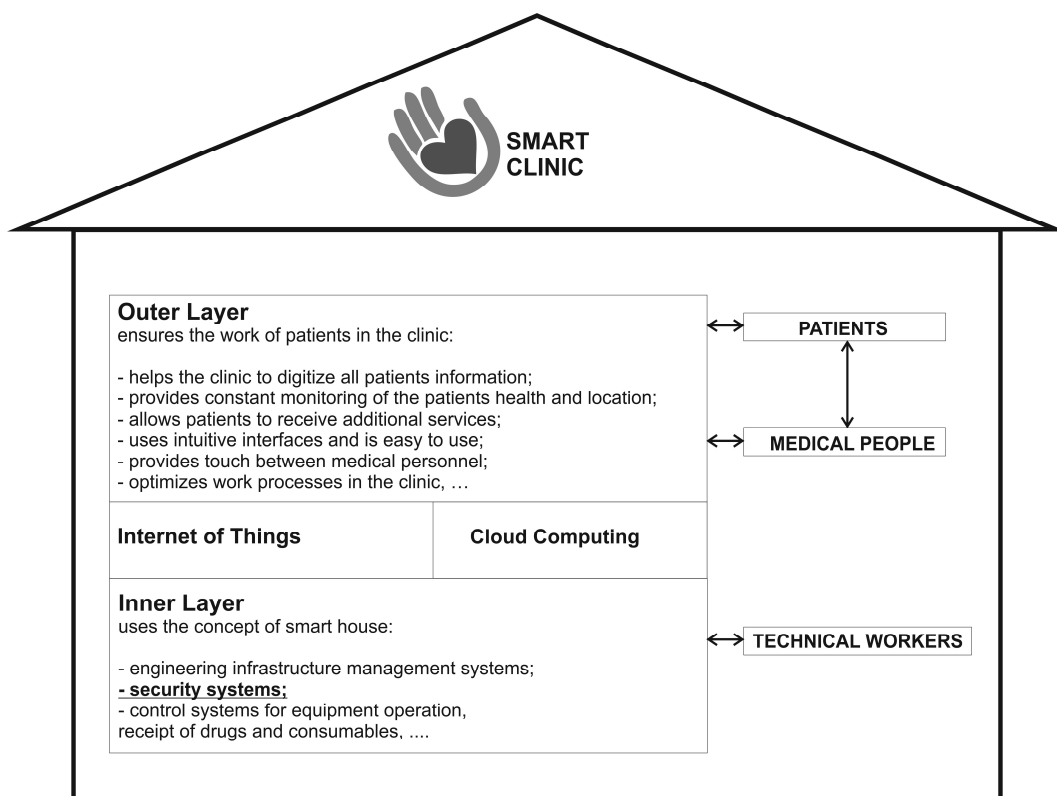 SMART
CLINIC
Outer Layer
ensures the work of patients in the clinic:
- helps the clinic to digitize all patients information;
- provides constant monitoring of the patients health and location;
- allows patients to receive additional services;
- uses intuitive interfaces and is easy to use;
- provides touch between medical personnel;
- optimizes work processes in the clinic, …
PATIENTS
MEDICAL PEOPLE
Internet of Things
Cloud Computing
Inner Layer
uses the concept of smart house:
- engineering infrastructure management systems;
- security systems;
- control systems for equipment operation,
receipt of drugs and consumables, ....
TECHNICAL WORKERS